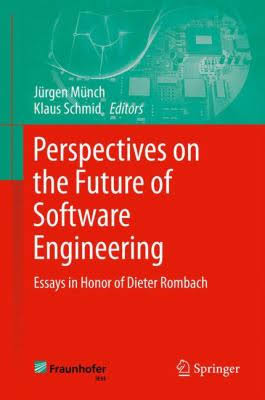 Jürgen Münch
Klaus Schmid Editors
Perspectives on
the Future of
Software
Engineering
Essays in Honor of Dieter Rombach
Fraunhofer
IESE
Springer